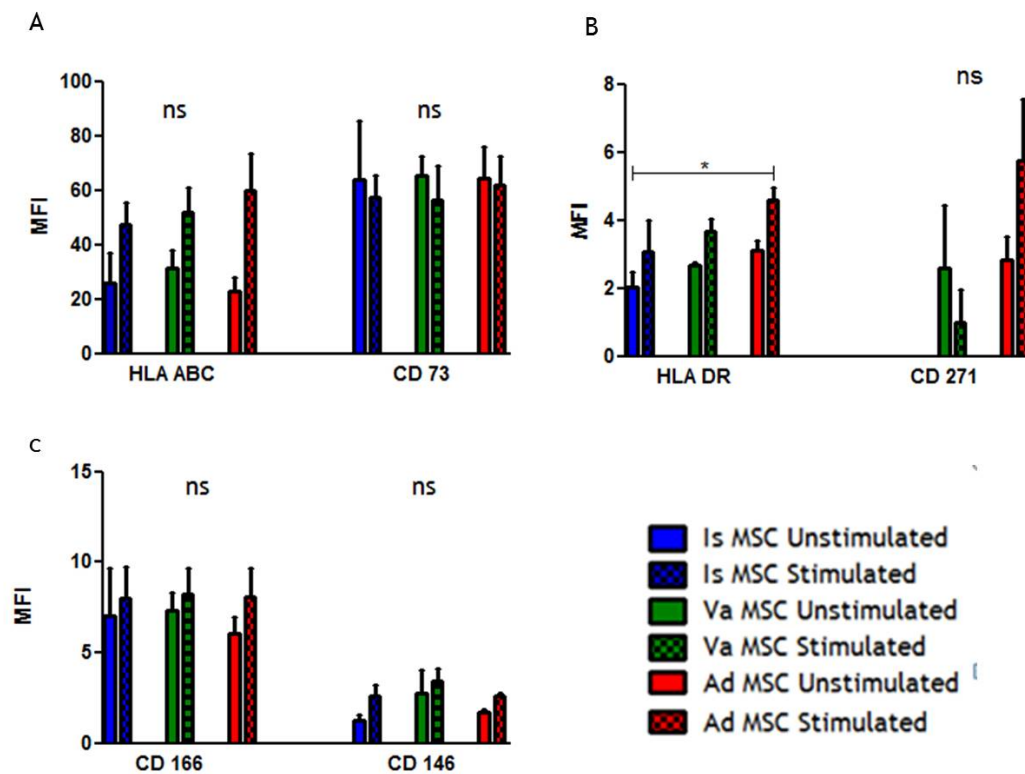 A
100
80
60
40
20
0
MFI
ns
ns
HLA ABC
CD 73
B
8
6
4
2
0
MFI
*
ns
HLA DR
CD 271
c
15
10
5
0
MFI
ns
ns
CD 166
CD 146
Is MSC Unstimulated
Is MSC Stimulated
Va MSC Unstimulated
Va MSC Stimulated
Ad MSC Unstimulated
Ad MSC Stimulated